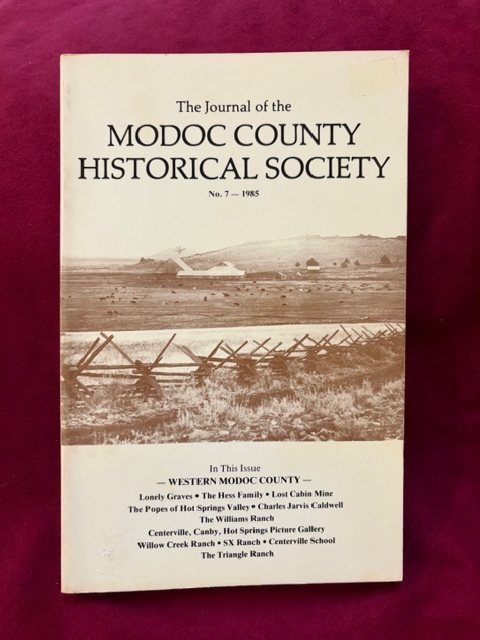 The Journal of the
MODOC COUNTY
HISTORICAL SOCIETY
No. 7 — 1985
In This Issue
— WESTERN MODOC COUNTY —
Lonely Graves • The Hess Family • Lost Cabin Mine
The Popes of Hot Springs Valley • Charles Jarvis Caldwell
The Williams Ranch
Centerville, Canby, Hot Springs Picture Gallery
Willow Creek Ranch • SX Ranch • Centerville School
The Triangle Ranch